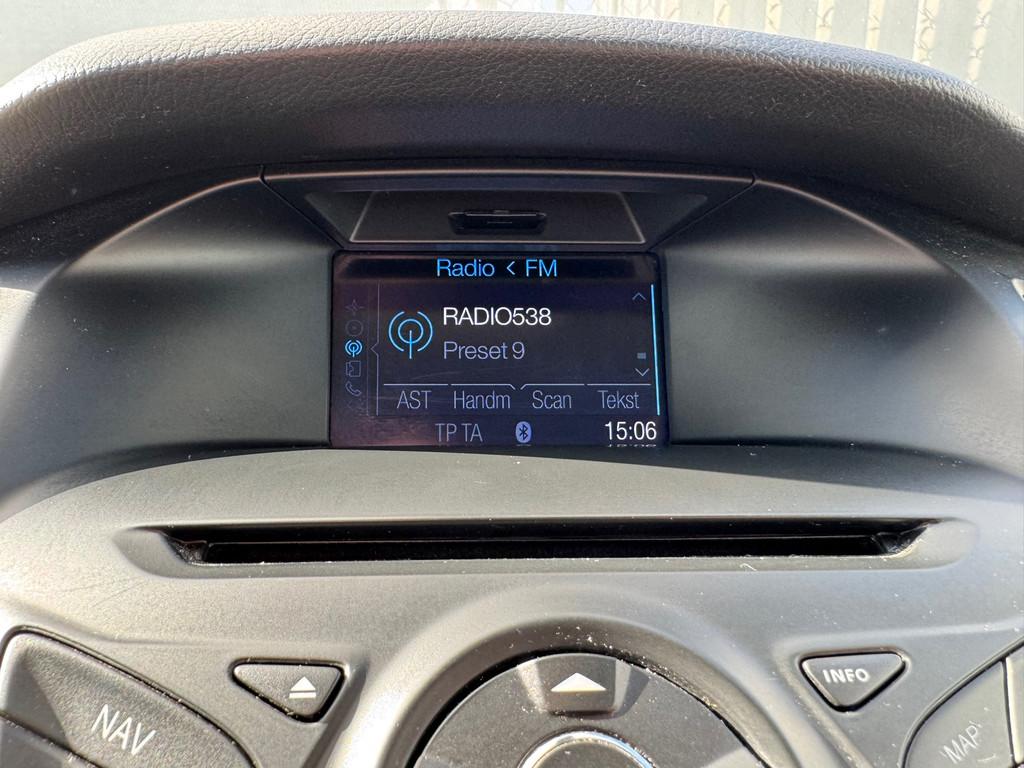 Radio < FM
RADIO538
Preset 9
AST Handm Scan Tekst
TP TA 15:06
INFO
NAV
MAP